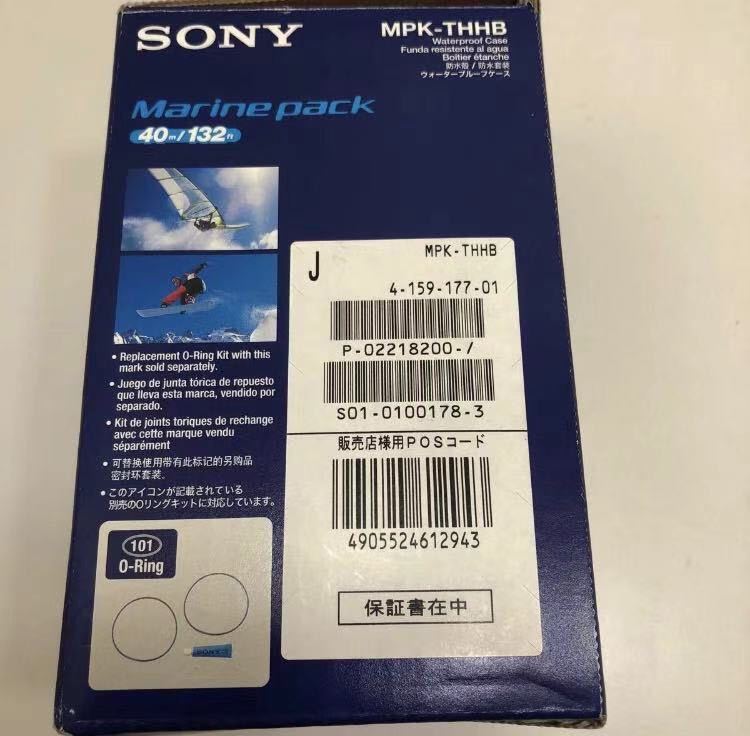 SONY
MPK-THHB
Waterproof Case
Funda resistente al agua
Boîtier étanche
防水殻 / 防水套装
ウォータープルーフケース
Marine pack
40m/132ft
• Replacement O-Ring Kit with this
mark sold separately.
• Juego de junta tórica de repuesto
que lleva esta marca, vendido por
separado.
• Kit de joints toriques de rechange
avec cette marque vendu
séparément
• 可替换使用带有此标记的另购品
密封环套装。
• このアイコンが記載されている
別売のOリングキットに対応しています。
101
O-Ring
SONY
J
MPK-THHB
4-159-177-01
P-02218200-/
S01-0100178-3
販売店様用POSコード
4905524612943
保証書在中